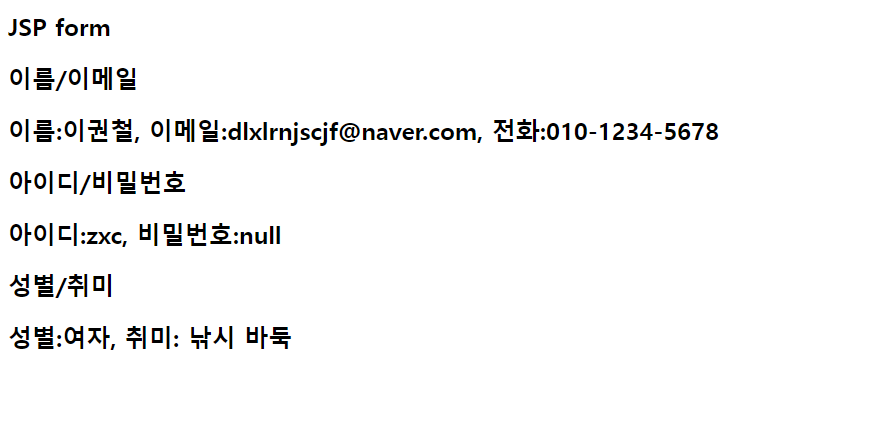 JSP form
이름/이메일
이름:이권철, 이메일:dlxlrnjscjf@naver.com, 전화:010-1234-5678
아이디/비밀번호
아이디:zxc, 비밀번호:null
성별/취미
성별:여자, 취미: 낚시 바둑